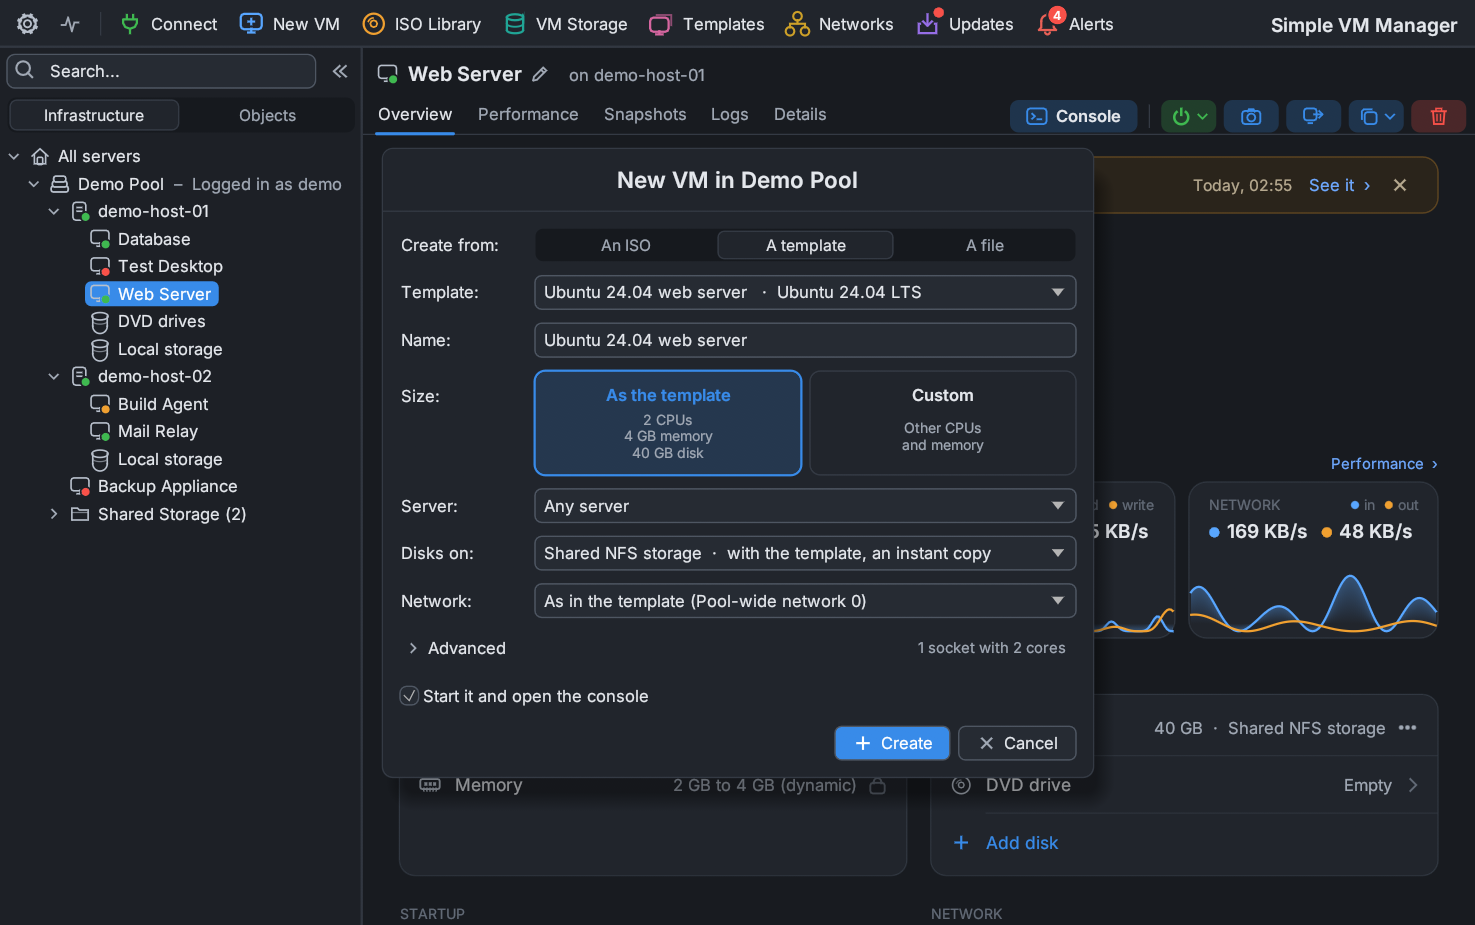 Connect New VM ISO Library VM Storage Templates Networks Updates 4 Alerts Simple VM Manager
Search...
Infrastructure Objects
All servers
Demo Pool – Logged in as demo
demo-host-01
Database
Test Desktop
Web Server
DVD drives
Local storage
demo-host-02
Build Agent
Mail Relay
Local storage
Backup Appliance
Shared Storage (2)
Web Server on demo-host-01
Overview Performance Snapshots Logs Details Console
Today, 02:55 See it ›
New VM in Demo Pool
Create from: An ISO A template A file
Template: Ubuntu 24.04 web server · Ubuntu 24.04 LTS
Name: Ubuntu 24.04 web server
Size: As the template
2 CPUs
4 GB memory
40 GB disk
Custom
Other CPUs
and memory
Server: Any server
Disks on: Shared NFS storage · with the template, an instant copy
Network: As in the template (Pool-wide network 0)
Advanced 1 socket with 2 cores
Start it and open the console
Create Cancel
Performance ›
write
KB/s
NETWORK in out
169 KB/s 48 KB/s
40 GB · Shared NFS storage
Memory 2 GB to 4 GB (dynamic)
DVD drive Empty
Add disk
STARTUP
NETWORK